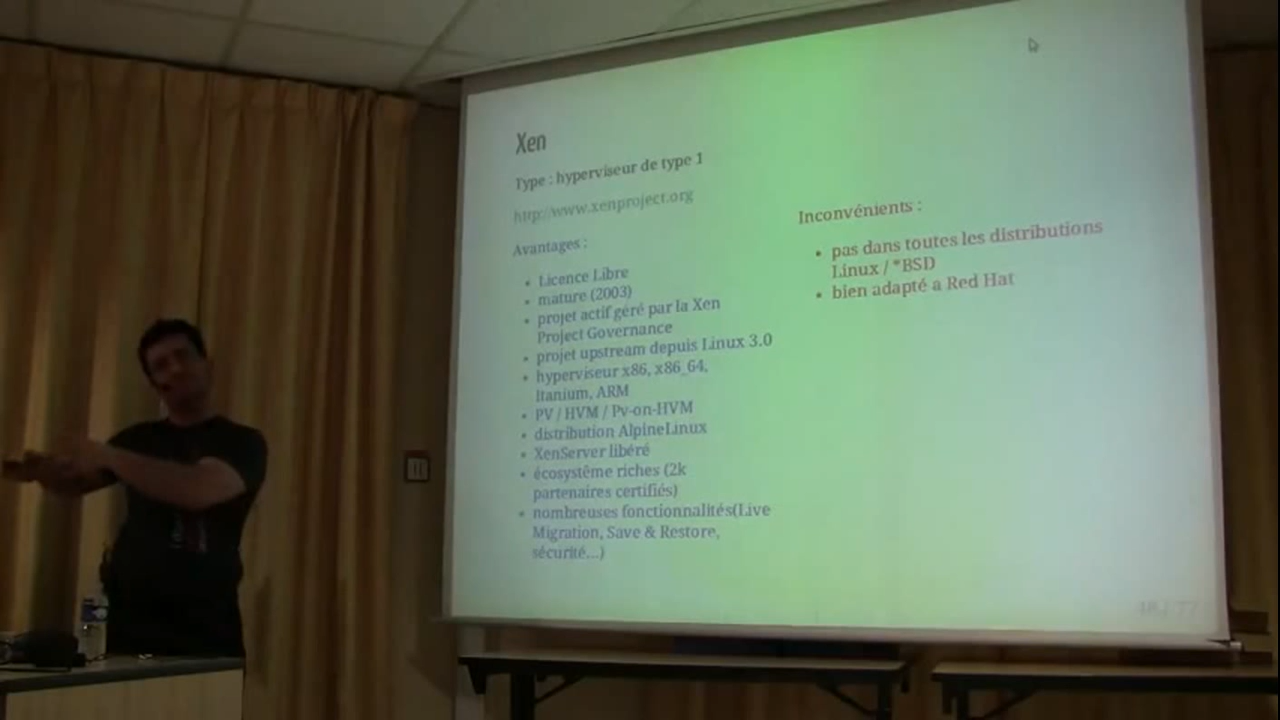 Xen
Type : hyperviseur de type 1
http://www.xenproject.org
Avantages :
• Licence Libre
• mature (2003)
• projet actif géré par la Xen
Project Governance
• projet upstream depuis Linux 3.0
• hyperviseur x86, x86_64,
Itanium, ARM
• PV / HVM / Pv-on-HVM
• distribution AlpineLinux
• XenServer libéré
• écosystème riches (2k
partenaires certifiés)
• nombreuses fonctionnalités(Live
Migration, Save & Restore,
sécurité...)
Inconvénients :
• pas dans toutes les distributions
Linux / *BSD
• bien adapté a Red Hat